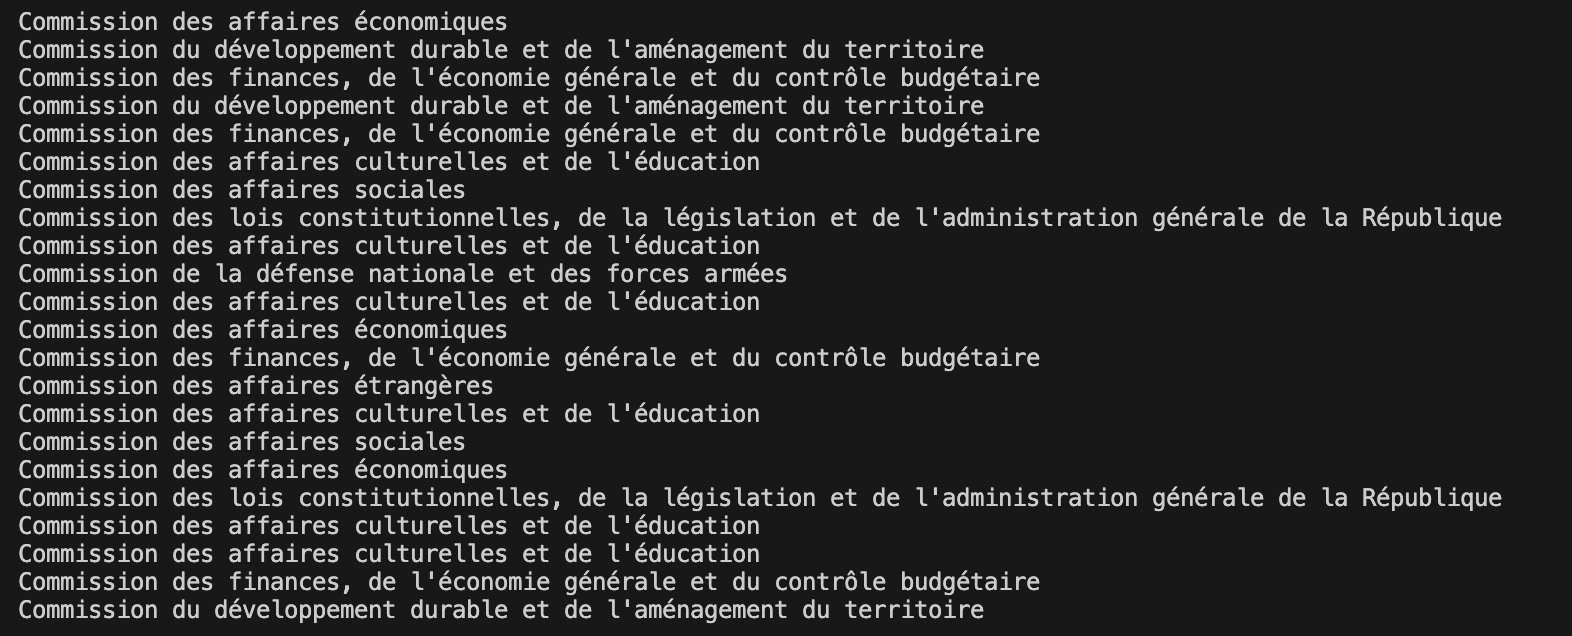 Commission des affaires économiques
Commission du développement durable et de l'aménagement du territoire
Commission des finances, de l'économie générale et du contrôle budgétaire
Commission du développement durable et de l'aménagement du territoire
Commission des finances, de l'économie générale et du contrôle budgétaire
Commission des affaires culturelles et de l'éducation
Commission des affaires sociales
Commission des lois constitutionnelles, de la législation et de l'administration générale de la République
Commission des affaires culturelles et de l'éducation
Commission de la défense nationale et des forces armées
Commission des affaires culturelles et de l'éducation
Commission des affaires économiques
Commission des finances, de l'économie générale et du contrôle budgétaire
Commission des affaires étrangères
Commission des affaires culturelles et de l'éducation
Commission des affaires sociales
Commission des affaires économiques
Commission des lois constitutionnelles, de la législation et de l'administration générale de la République
Commission des affaires culturelles et de l'éducation
Commission des affaires culturelles et de l'éducation
Commission des finances, de l'économie générale et du contrôle budgétaire
Commission du développement durable et de l'aménagement du territoire